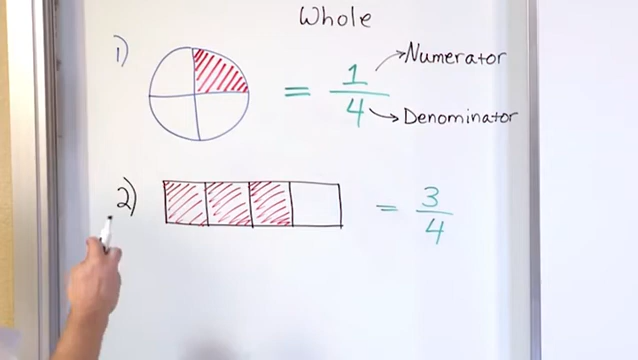 Whole
1) = 1/4 Numerator
Denominator
2) = 3/4